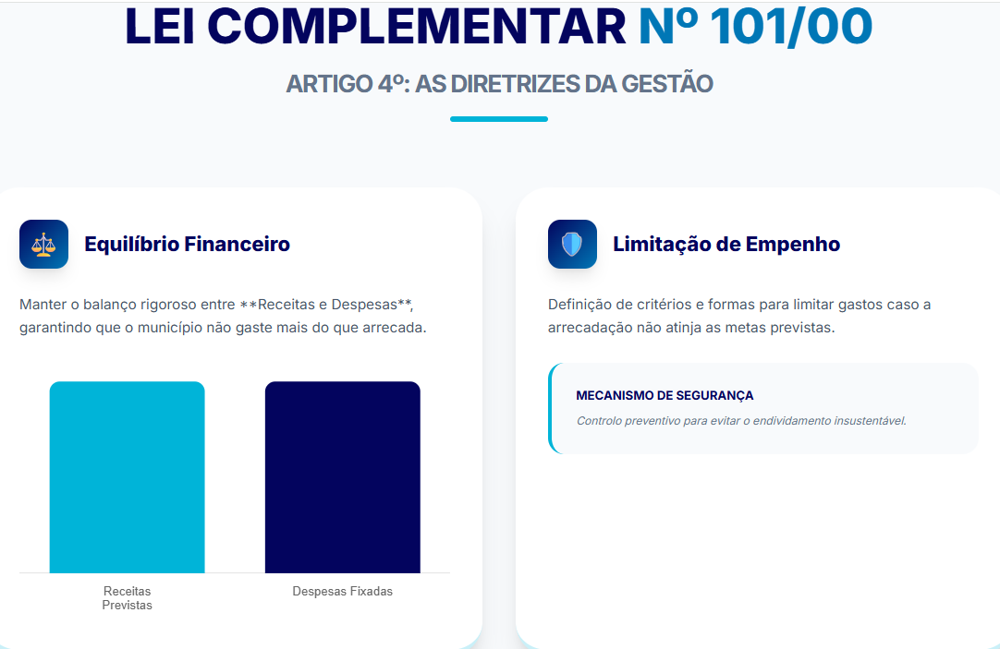 LEI COMPLEMENTAR Nº 101/00
ARTIGO 4º: AS DIRETRIZES DA GESTÃO
Equilíbrio Financeiro
Manter o balanço rigoroso entre **Receitas e Despesas**,
garantindo que o município não gaste mais do que arrecada.
Receitas
Previstas
Despesas Fixadas
Limitação de Empenho
Definição de critérios e formas para limitar gastos caso a
arrecadação não atinja as metas previstas.
MECANISMO DE SEGURANÇA
Controlo preventivo para evitar o endividamento insustentável.